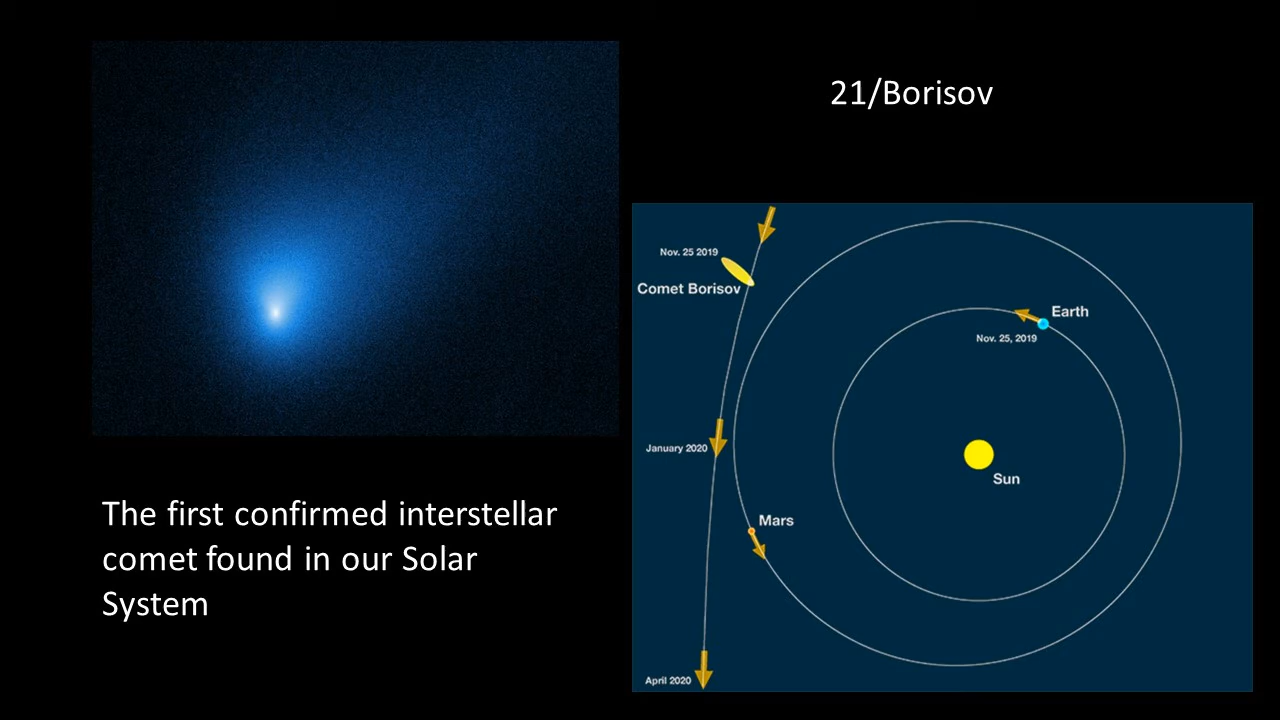 21/Borisov
Nov. 25 2019
Comet Borisov
Earth
Nov. 25, 2019
January 2020
Sun
Mars
April 2020
The first confirmed interstellar
comet found in our Solar
System